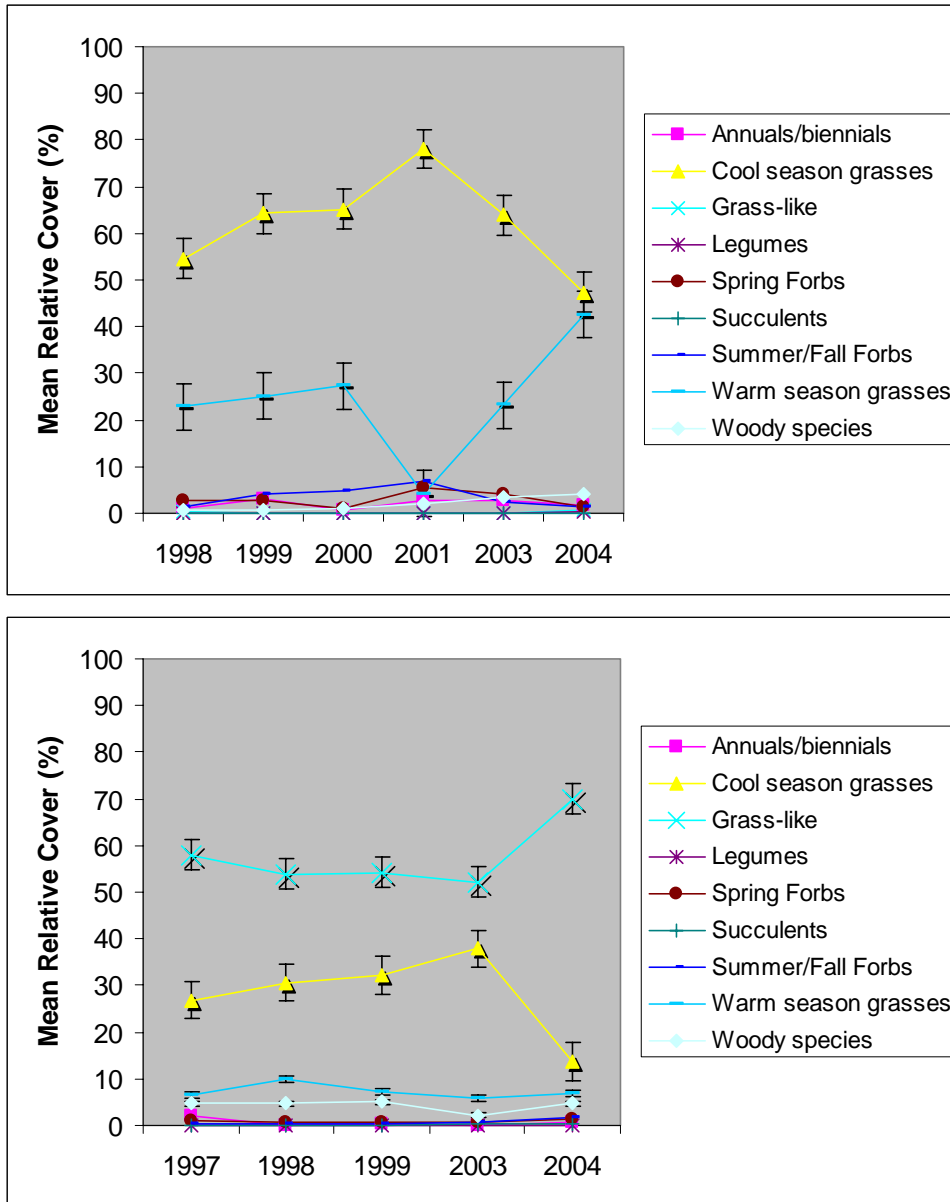 100
90
80
70
60
50
40
30
20
10
0
Mean Relative Cover (%)
1998 1999 2000 2001 2003 2004
Annuals/biennials
Cool season grasses
Grass-like
Legumes
Spring Forbs
Succulents
Summer/Fall Forbs
Warm season grasses
Woody species
100
90
80
70
60
50
40
30
20
10
0
Mean Relative Cover (%)
1997 1998 1999 2003 2004
Annuals/biennials
Cool season grasses
Grass-like
Legumes
Spring Forbs
Succulents
Summer/Fall Forbs
Warm season grasses
Woody species